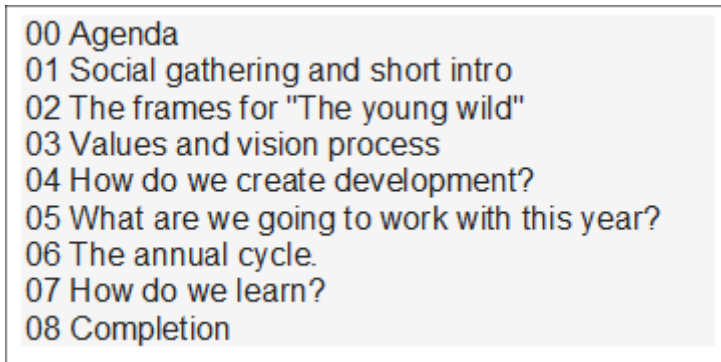 00 Agenda
01 Social gathering and short intro
02 The frames for "The young wild"
03 Values and vision process
04 How do we create development?
05 What are we going to work with this year?
06 The annual cycle.
07 How do we learn?
08 Completion